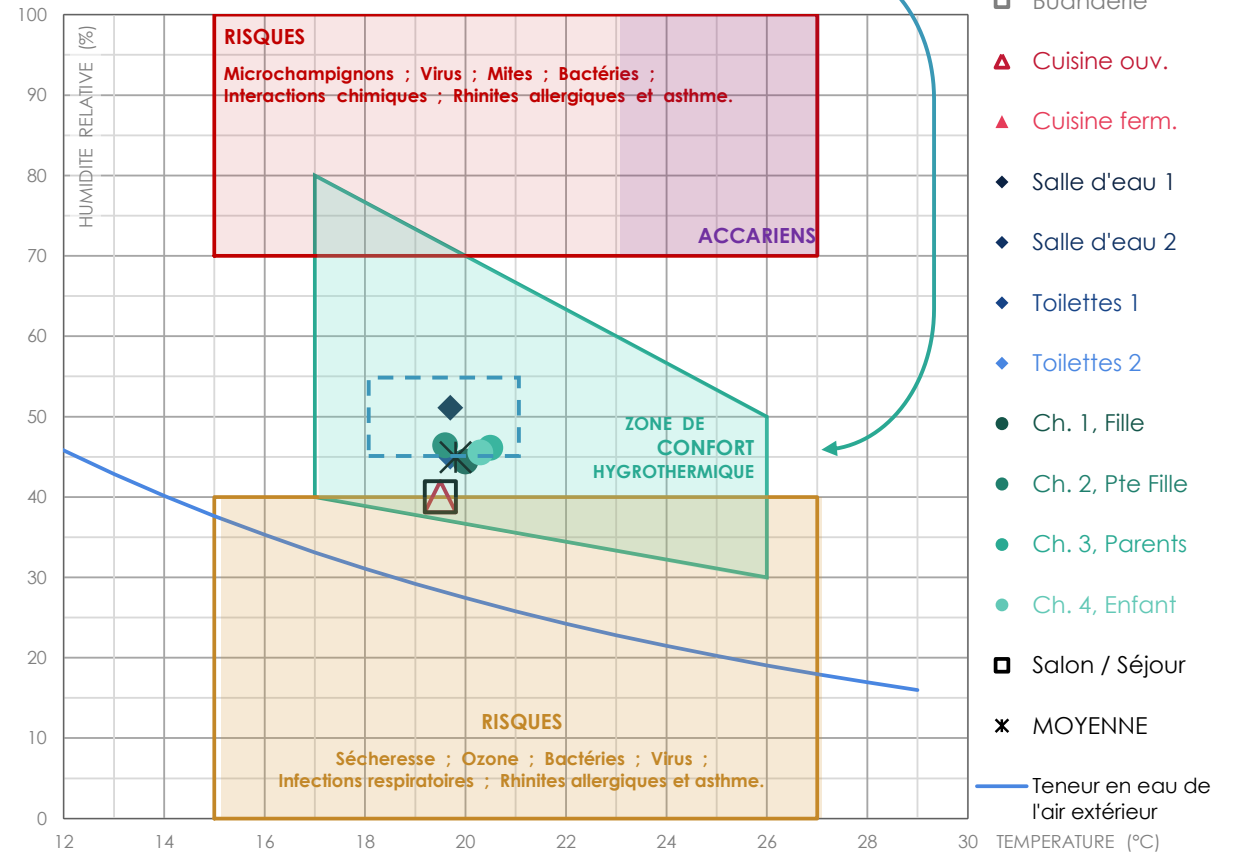 100
90
80
70
60
50
40
30
20
10
0
HUMIDITE RELATIVE (%)
RISQUES
Microchampignons ; Virus ; Mites ; Bactéries ;
Interactions chimiques ; Rhinites allergiques et asthme.
ACCARIENS
ZONE DE
CONFORT
HYGROTHERMIQUE
RISQUES
Sécheresse ; Ozone ; Bactéries ; Virus ;
Infections respiratoires ; Rhinites allergiques et asthme.
12 14 16 18 20 22 24 26 28 30 TEMPERATURE (°C)
Buanderie
Cuisine ouv.
Cuisine ferm.
Salle d'eau 1
Salle d'eau 2
Toilettes 1
Toilettes 2
Ch. 1, Fille
Ch. 2, Pte Fille
Ch. 3, Parents
Ch. 4, Enfant
Salon / Séjour
MOYENNE
Teneur en eau de
l'air extérieur